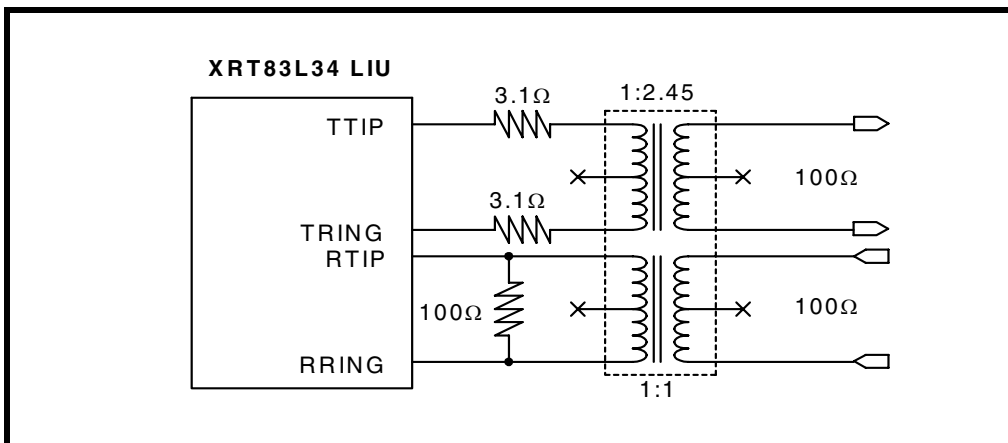 XRT83L34 LIU
3.1Ω
1:2.45
TTIP
100Ω
3.1Ω
TRING
RTIP
100Ω
100Ω
RRING
1:1